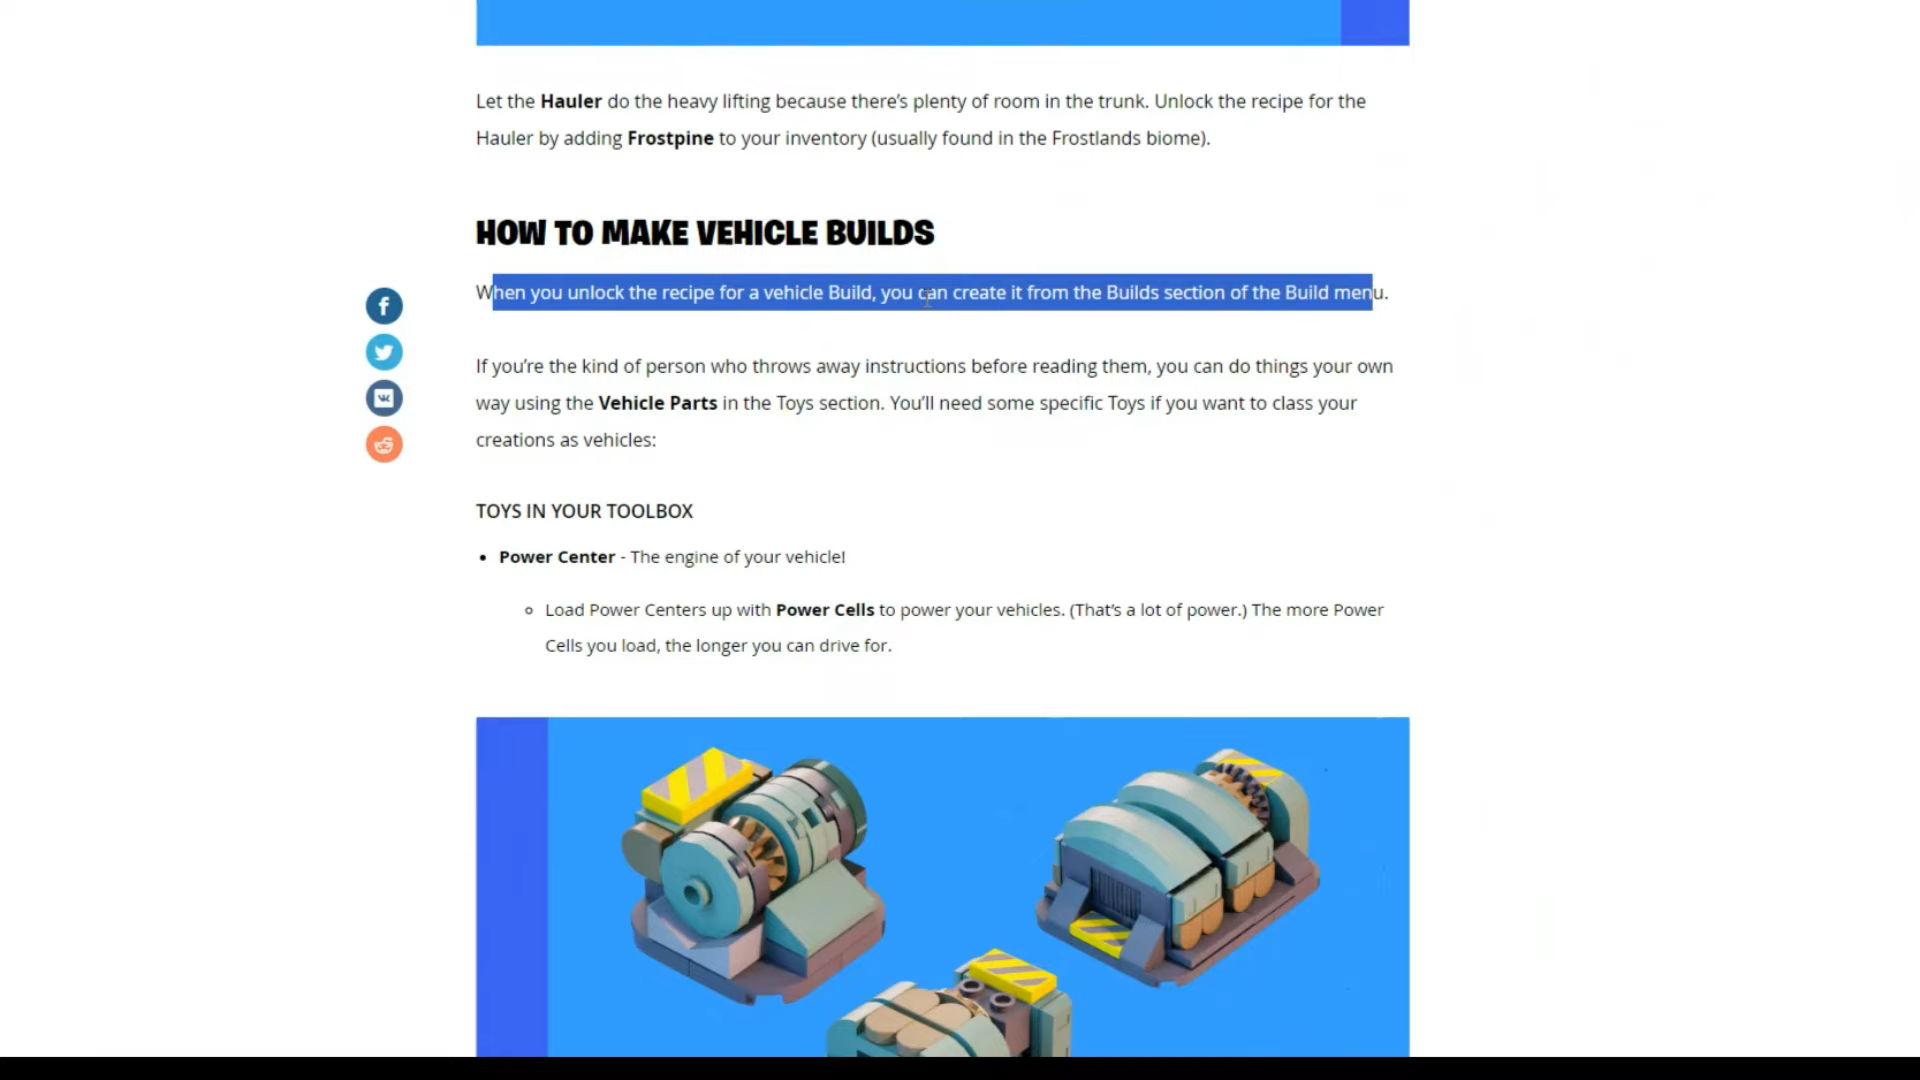 Let the Hauler do the heavy lifting because there’s plenty of room in the trunk. Unlock the recipe for the
Hauler by adding Frostpine to your inventory (usually found in the Frostlands biome).
HOW TO MAKE VEHICLE BUILDS
When you unlock the recipe for a vehicle Build, you can create it from the Builds section of the Build menu.
If you’re the kind of person who throws away instructions before reading them, you can do things your own
way using the Vehicle Parts in the Toys section. You’ll need some specific Toys if you want to class your
creations as vehicles:
TOYS IN YOUR TOOLBOX
• Power Center - The engine of your vehicle!
◦ Load Power Centers up with Power Cells to power your vehicles. (That’s a lot of power.) The more Power
Cells you load, the longer you can drive for.